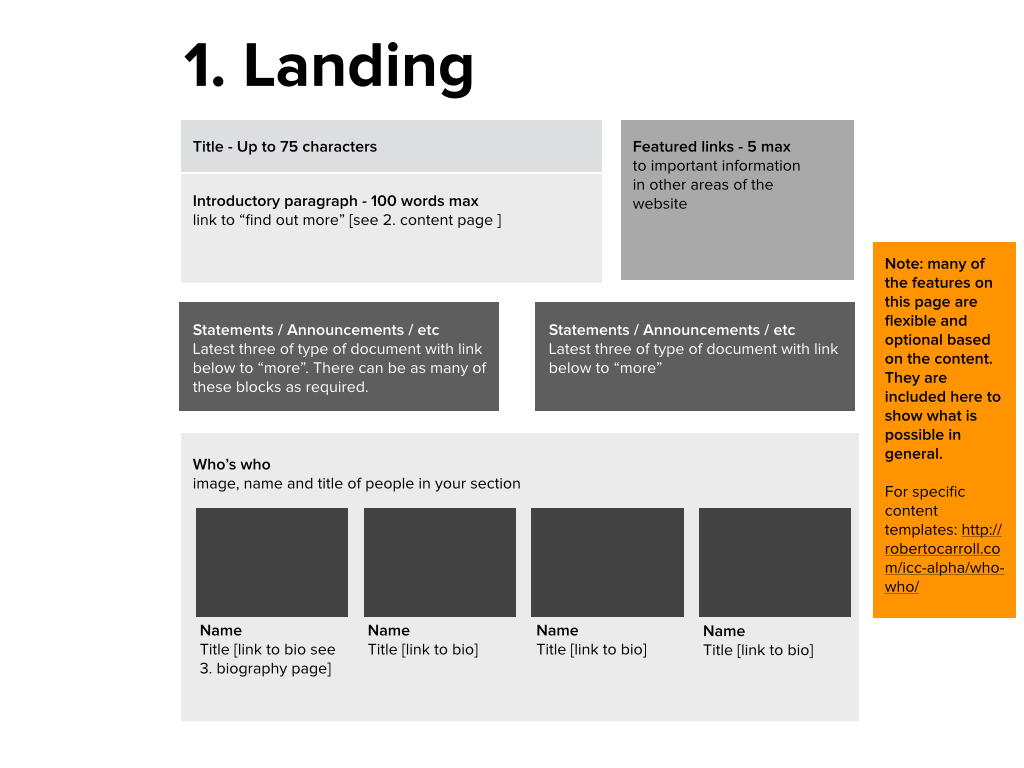 1. Landing
Title - Up to 75 characters
Introductory paragraph - 100 words max
link to “find out more” [see 2. content page ]
Featured links - 5 max
to important information
in other areas of the
website
Statements / Announcements / etc
Latest three of type of document with link
below to “more”. There can be as many of
these blocks as required.
Statements / Announcements / etc
Latest three of type of document with link
below to “more”
Note: many of
the features on
this page are
flexible and
optional based
on the content.
They are
included here to
show what is
possible in
general.
For specific
content
templates: http://
robertocarroll.co
m/icc-alpha/who-
who/
Who’s who
image, name and title of people in your section
Name
Title [link to bio see
3. biography page]
Name
Title [link to bio]
Name
Title [link to bio]
Name
Title [link to bio]